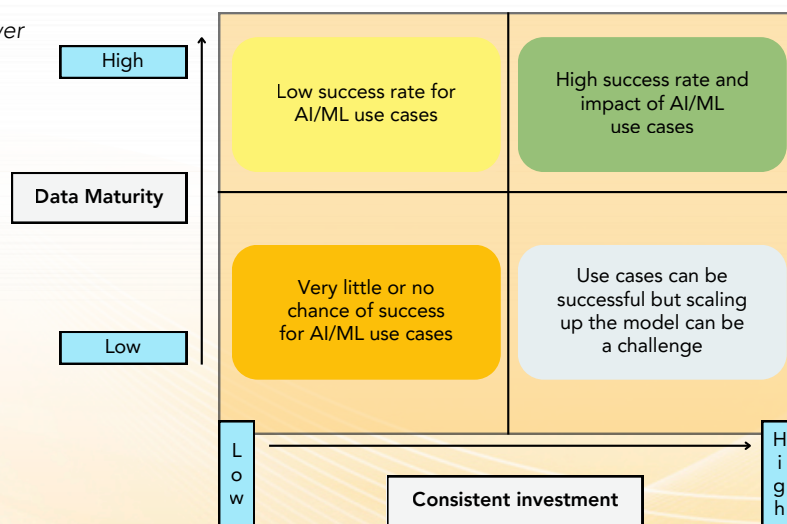 High
Low success rate for
AI/ML use cases
High success rate and
impact of AI/ML
use cases
Data Maturity
Very little or no
chance of success
for AI/ML use cases
Use cases can be
successful but scaling
up the model can be
a challenge
Low
Low
High
Consistent investment